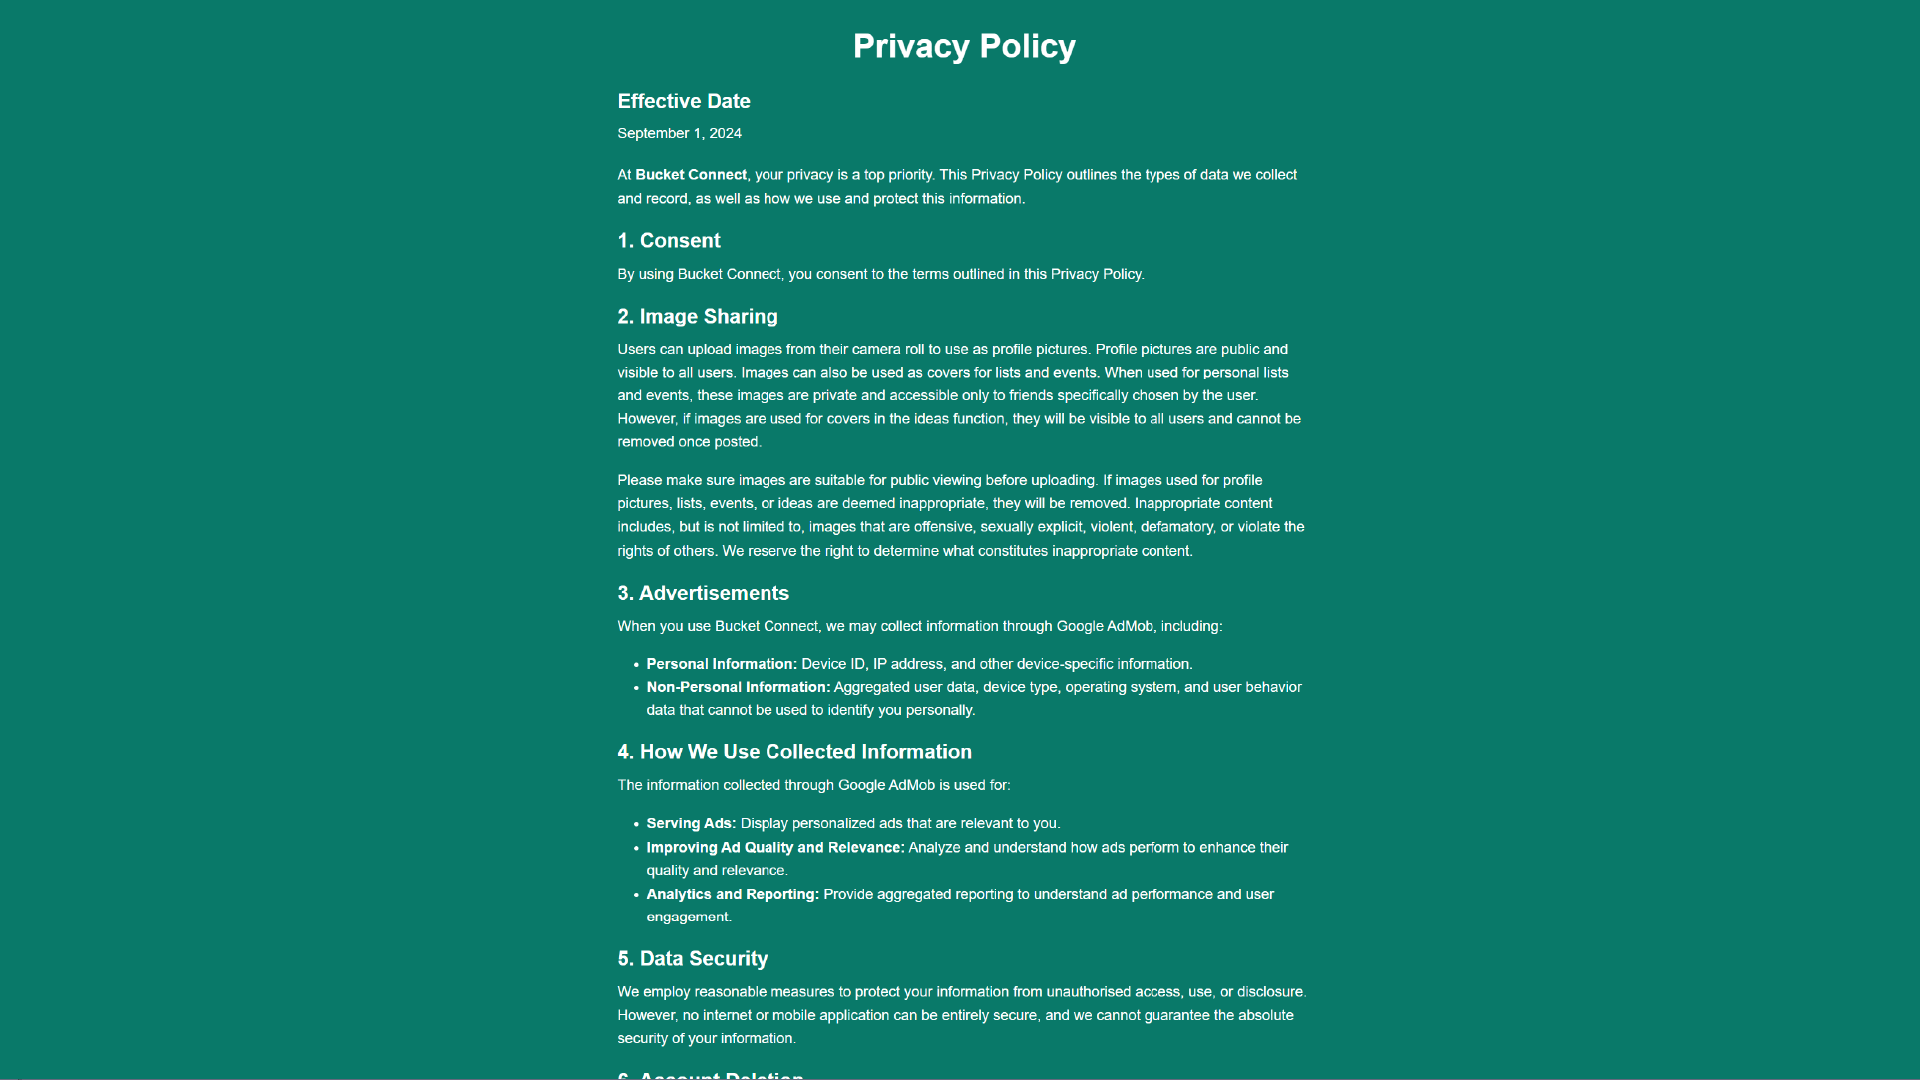 Privacy Policy
Effective Date
September 1, 2024
At Bucket Connect, your privacy is a top priority. This Privacy Policy outlines the types of data we collect
and record, as well as how we use and protect this information.
1. Consent
By using Bucket Connect, you consent to the terms outlined in this Privacy Policy.
2. Image Sharing
Users can upload images from their camera roll to use as profile pictures. Profile pictures are public and
visible to all users. Images can also be used as covers for lists and events. When used for personal lists
and events, these images are private and accessible only to friends specifically chosen by the user.
However, if images are used for covers in the ideas function, they will be visible to all users and cannot be
removed once posted.
Please make sure images are suitable for public viewing before uploading. If images used for profile
pictures, lists, events, or ideas are deemed inappropriate, they will be removed. Inappropriate content
includes, but is not limited to, images that are offensive, sexually explicit, violent, defamatory, or violate the
rights of others. We reserve the right to determine what constitutes inappropriate content.
3. Advertisements
When you use Bucket Connect, we may collect information through Google AdMob, including:
• Personal Information: Device ID, IP address, and other device-specific information.
• Non-Personal Information: Aggregated user data, device type, operating system, and user behavior
data that cannot be used to identify you personally.
4. How We Use Collected Information
The information collected through Google AdMob is used for:
• Serving Ads: Display personalized ads that are relevant to you.
• Improving Ad Quality and Relevance: Analyze and understand how ads perform to enhance their
quality and relevance.
• Analytics and Reporting: Provide aggregated reporting to understand ad performance and user
engagement.
5. Data Security
We employ reasonable measures to protect your information from unauthorised access, use, or disclosure.
However, no internet or mobile application can be entirely secure, and we cannot guarantee the absolute
security of your information.
6. Account Deletion